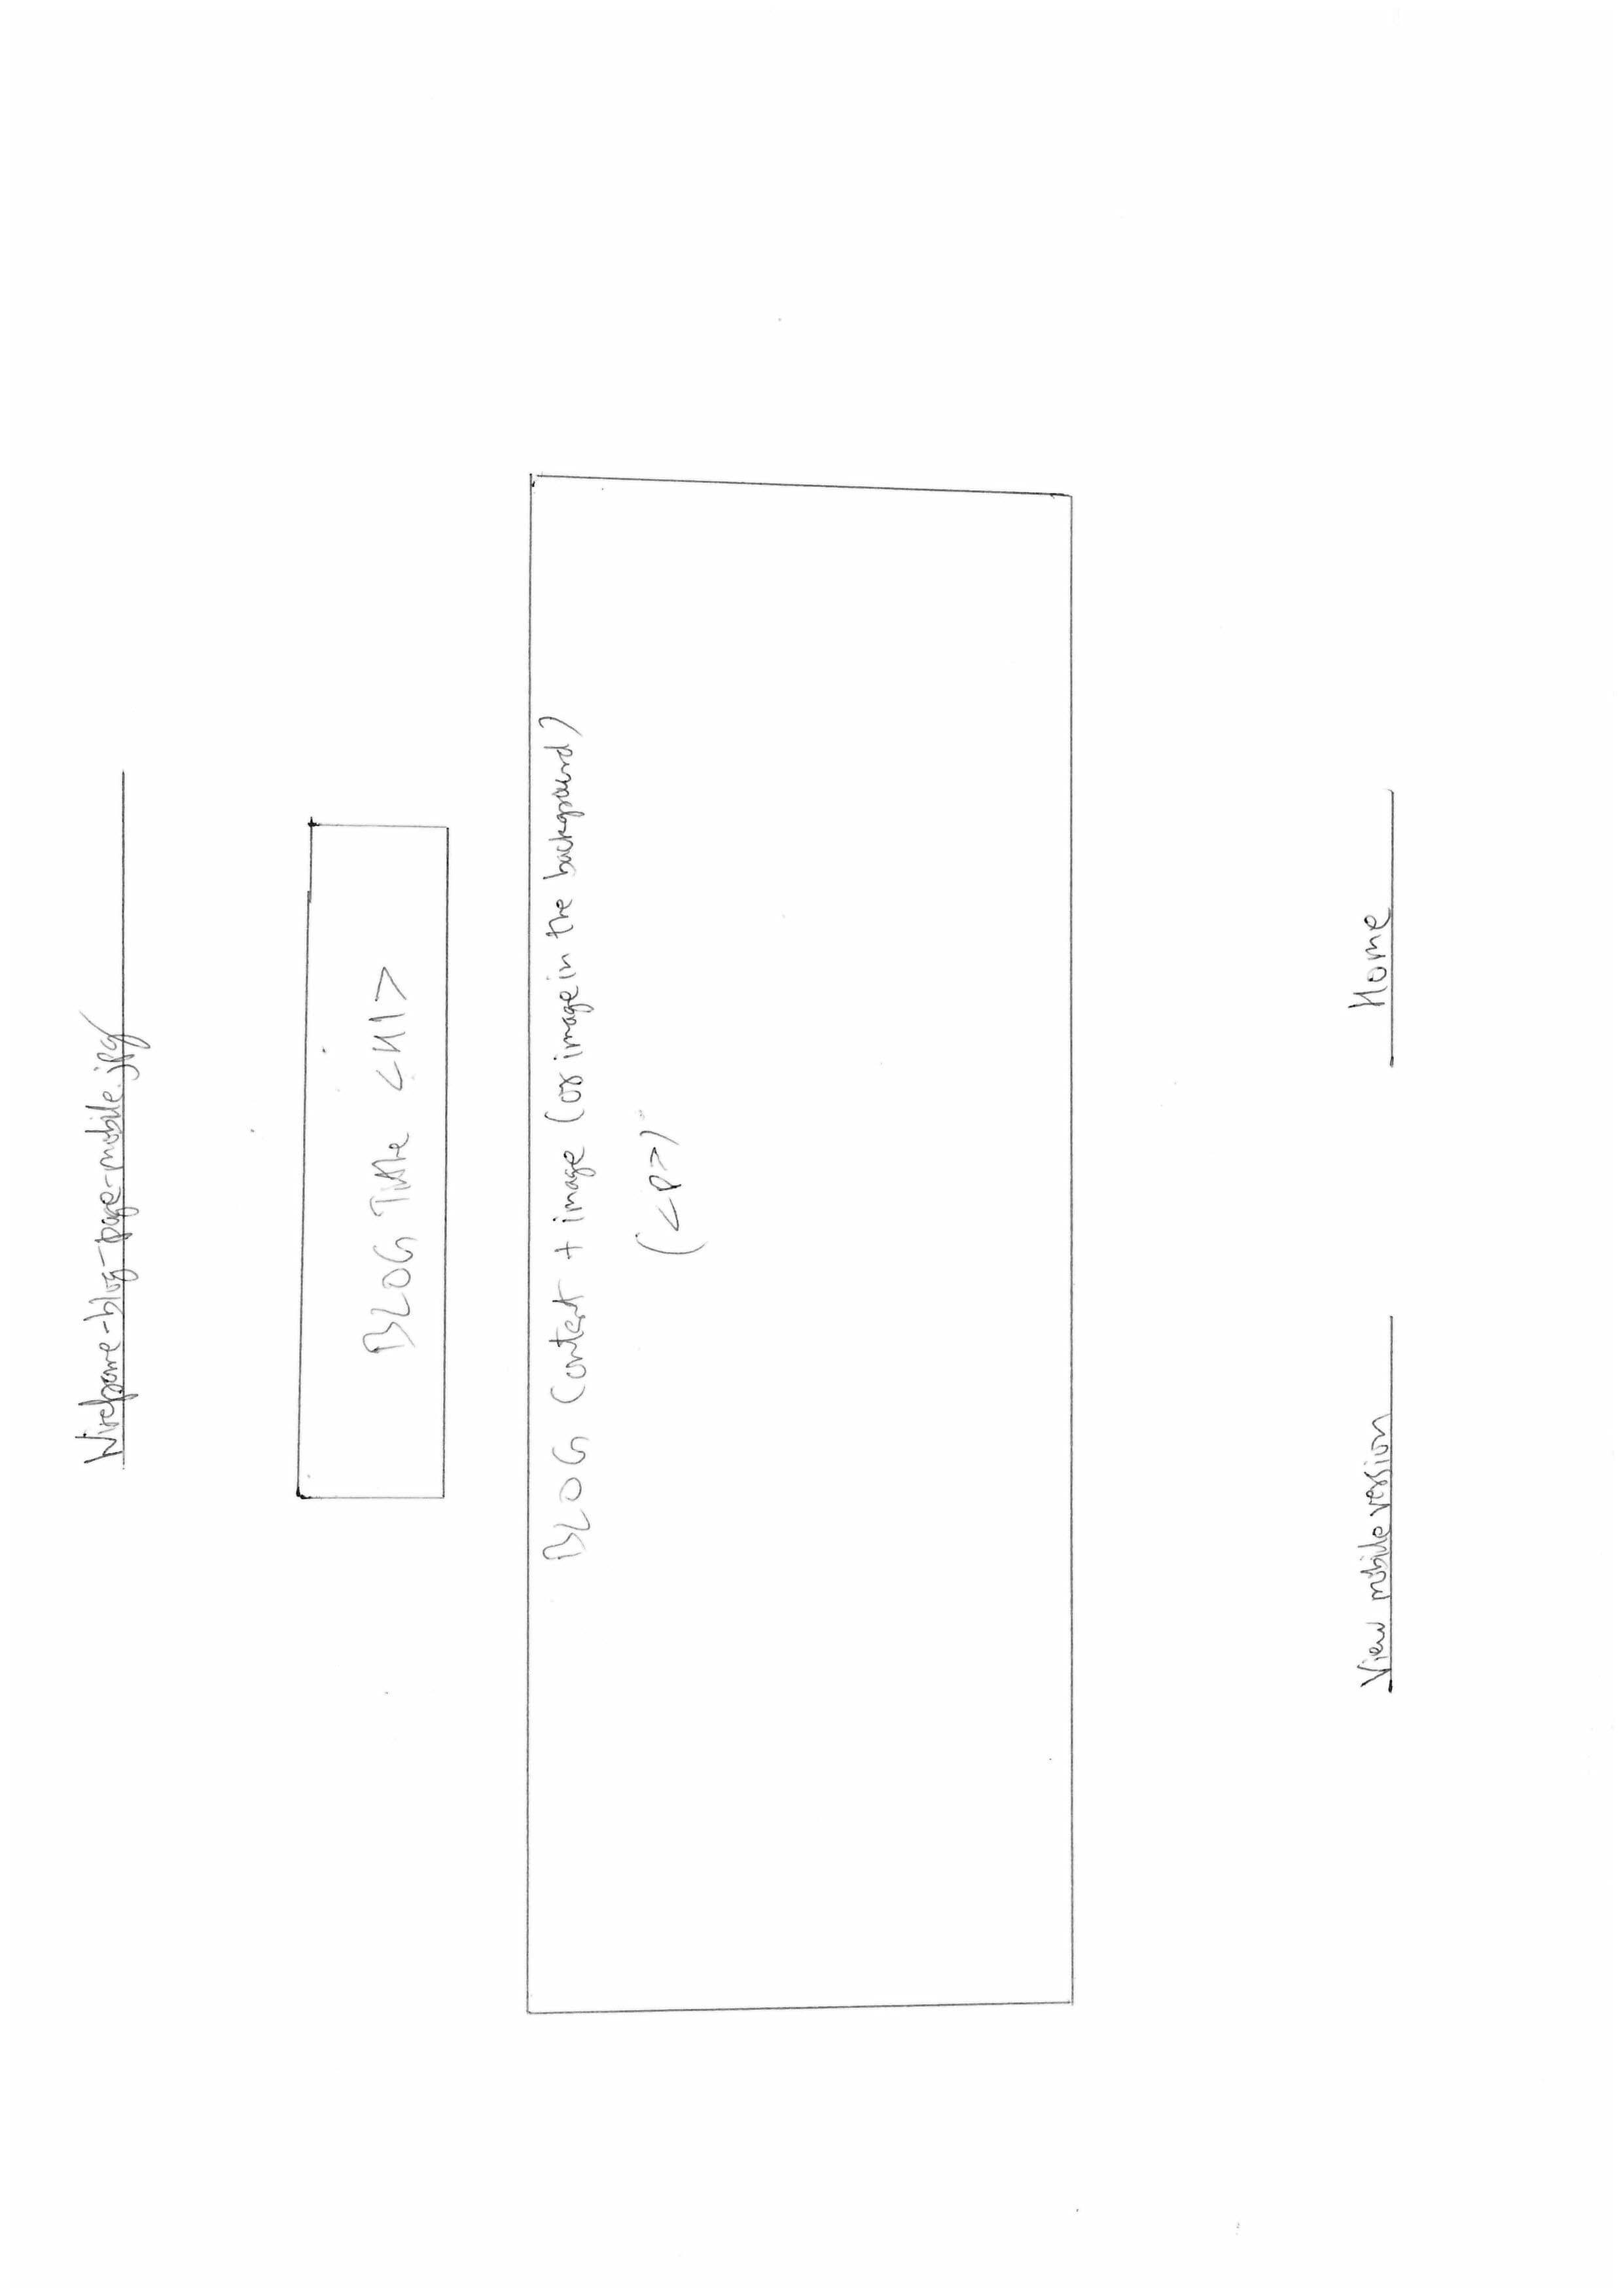 Wireframe-blog-page-mobile.jpg
BLOG Title <H1>
BLOG Content + image (or image in the background)
(<P>)
View mobile version
Home